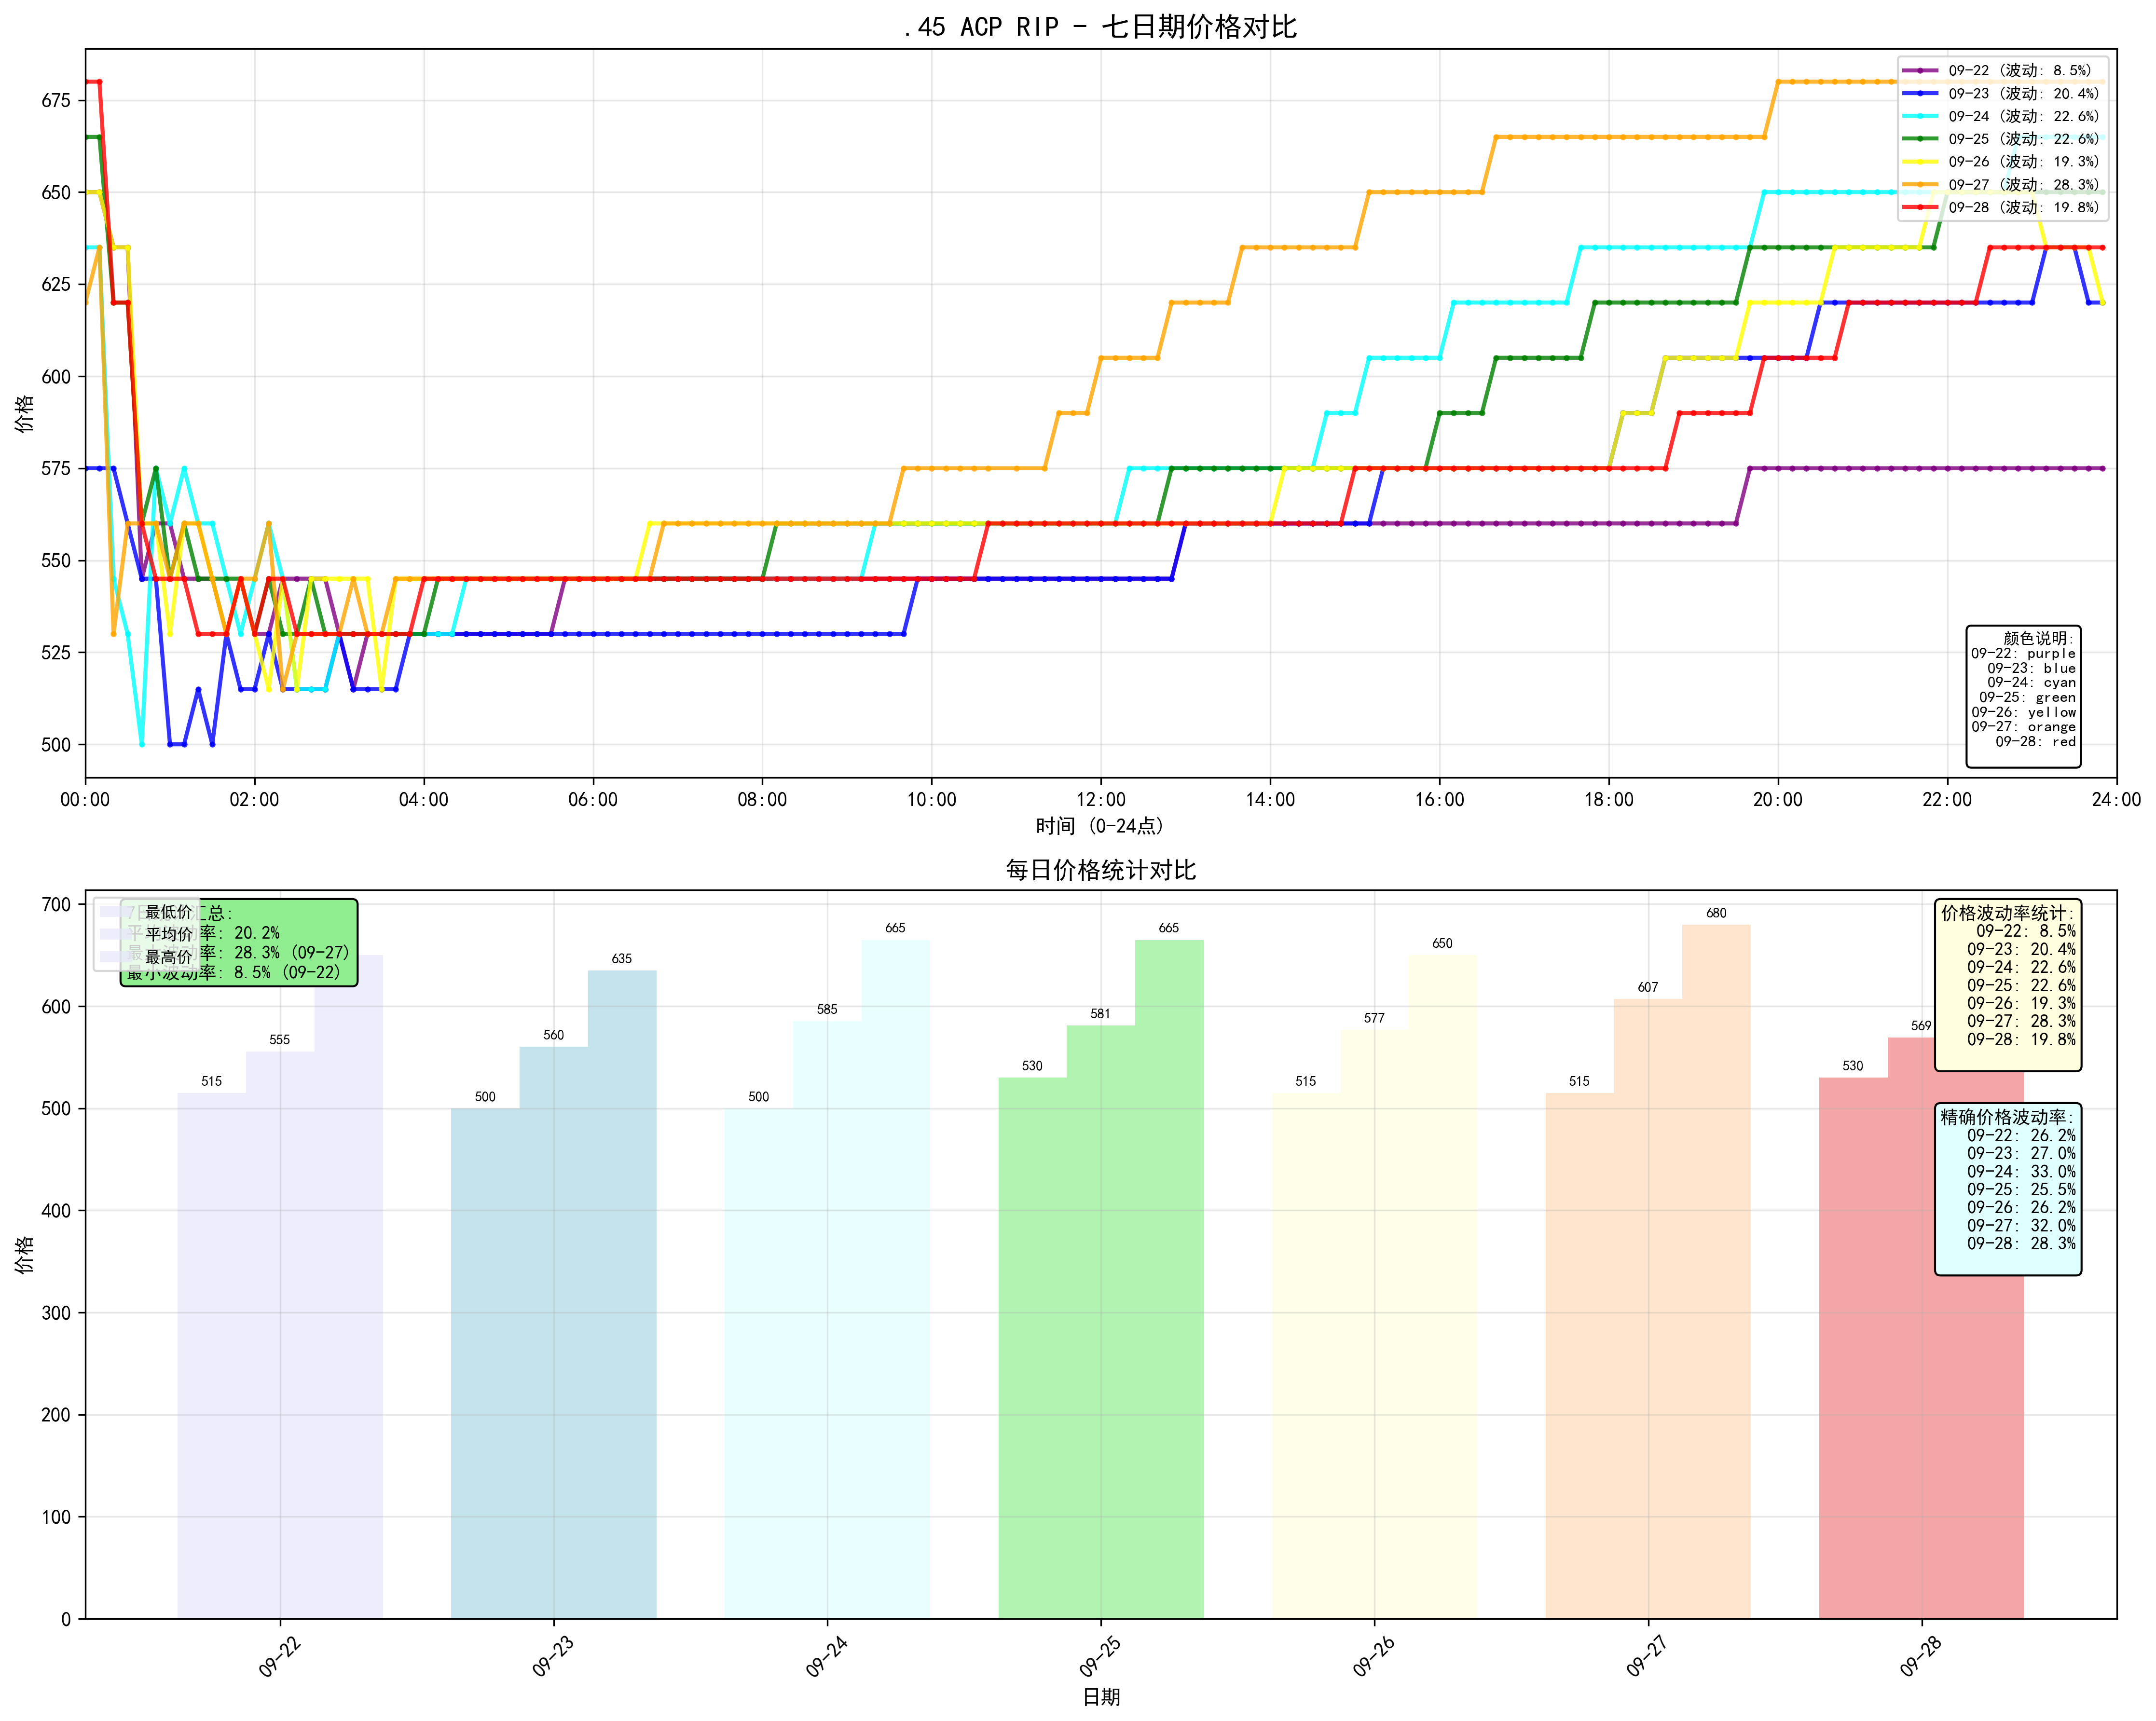 .45 ACP RIP - 七日期价格对比
价格
675
650
625
600
575
550
525
500
09-22 (波动: 8.5%)
09-23 (波动: 20.4%)
09-24 (波动: 22.6%)
09-25 (波动: 22.6%)
09-26 (波动: 19.3%)
09-27 (波动: 28.3%)
09-28 (波动: 19.8%)
颜色说明:
09-22: purple
09-23: blue
09-24: cyan
09-25: green
09-26: yellow
09-27: orange
09-28: red
00:00
02:00
04:00
06:00
08:00
10:00
12:00
14:00
16:00
18:00
20:00
22:00
24:00
时间 (0-24点)
每日价格统计对比
价格
700
600
500
400
300
200
100
0
最低价
平均价
最高价
汇总:
率: 20.2%
率: 28.3% (09-27)
最小波动率: 8.5% (09-22)
515
555
500
560
635
500
585
665
530
581
665
515
577
650
515
607
680
530
569
价格波动率统计:
09-22: 8.5%
09-23: 20.4%
09-24: 22.6%
09-25: 22.6%
09-26: 19.3%
09-27: 28.3%
09-28: 19.8%
精确价格波动率:
09-22: 26.2%
09-23: 27.0%
09-24: 33.0%
09-25: 25.5%
09-26: 26.2%
09-27: 32.0%
09-28: 28.3%
09-22
09-23
09-24
09-25
09-26
09-27
09-28
日期